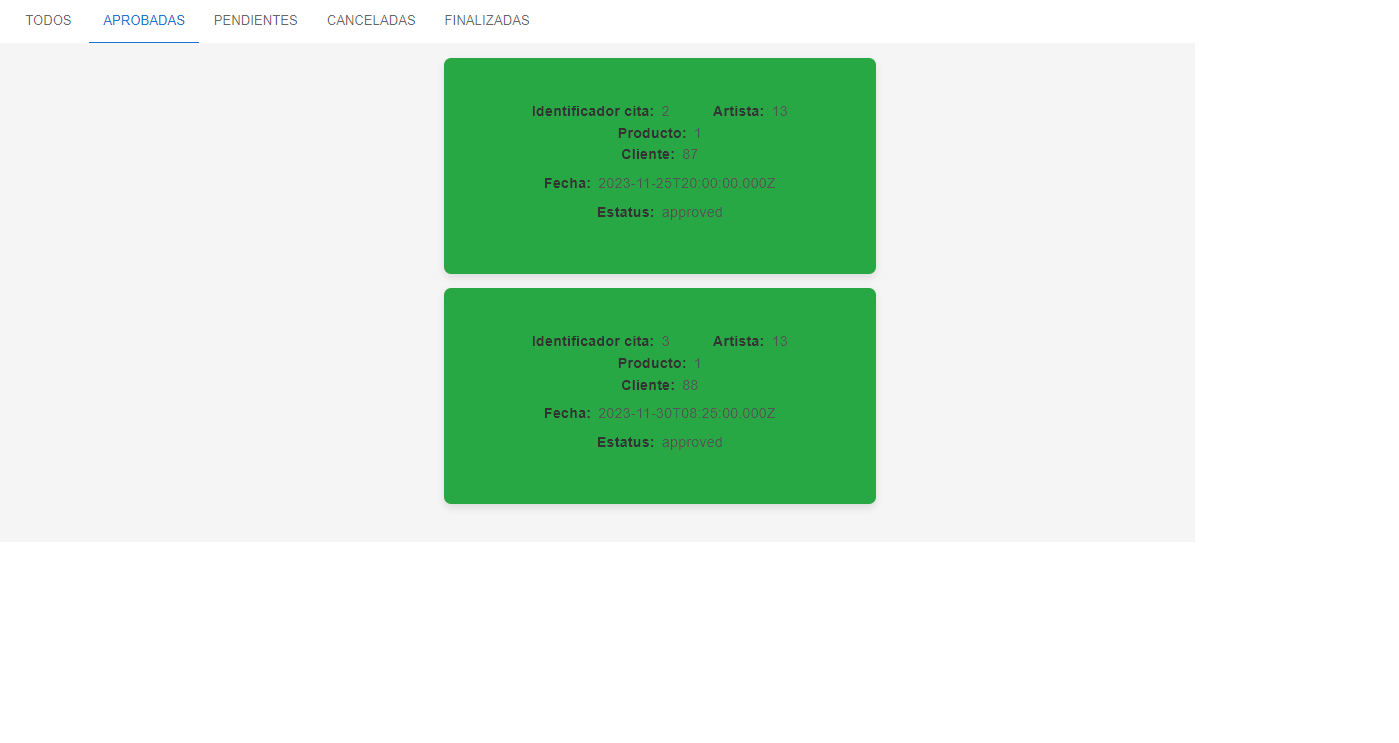 TODOS APROBADAS PENDIENTES CANCELADAS FINALIZADAS
Identificador cita: 2 Artista: 13
Producto: 1
Cliente: 87
Fecha: 2023-11-25T20:00:00.000Z
Estatus: approved
Identificador cita: 3 Artista: 13
Producto: 1
Cliente: 88
Fecha: 2023-11-30T08:25:00.000Z
Estatus: approved